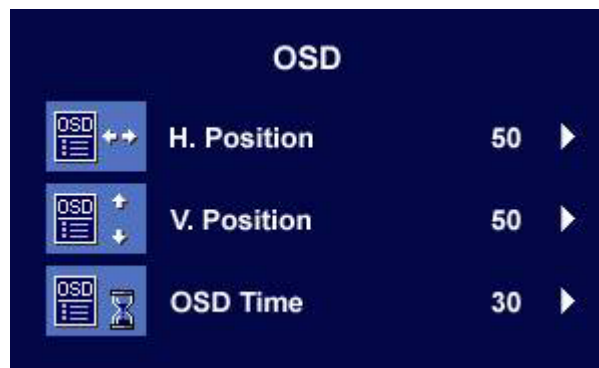 OSD
OSD H. Position 50
OSD V. Position 50
OSD OSD Time 30